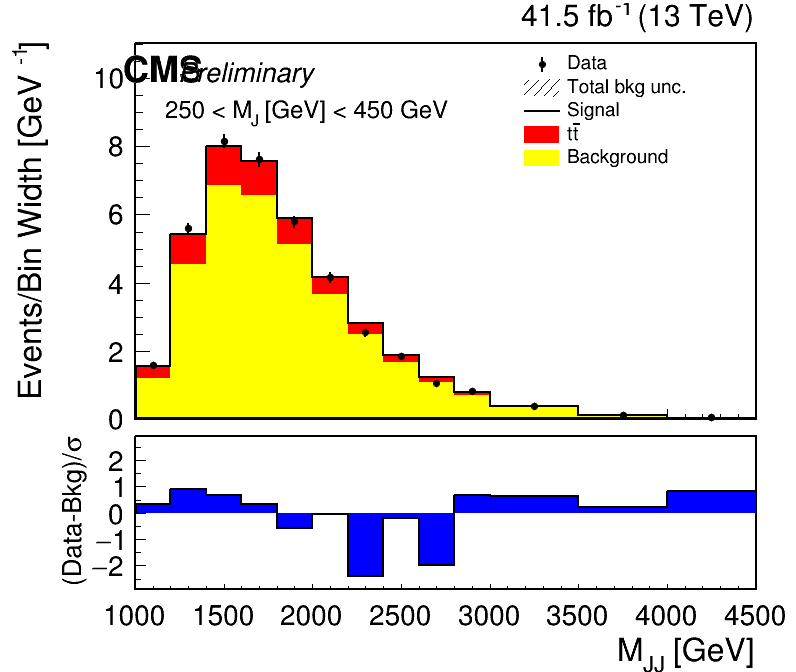 41.5 fb⁻¹ (13 TeV)
CMS Preliminary
250 < M_J [GeV] < 450 GeV
Data
Total bkg unc.
Signal
tt̄
Background
Events/Bin Width [GeV⁻¹]
10
8
6
4
2
0
(Data-Bkg)/σ
2
1
0
−1
−2
1000 1500 2000 2500 3000 3500 4000 4500
M_JJ [GeV]